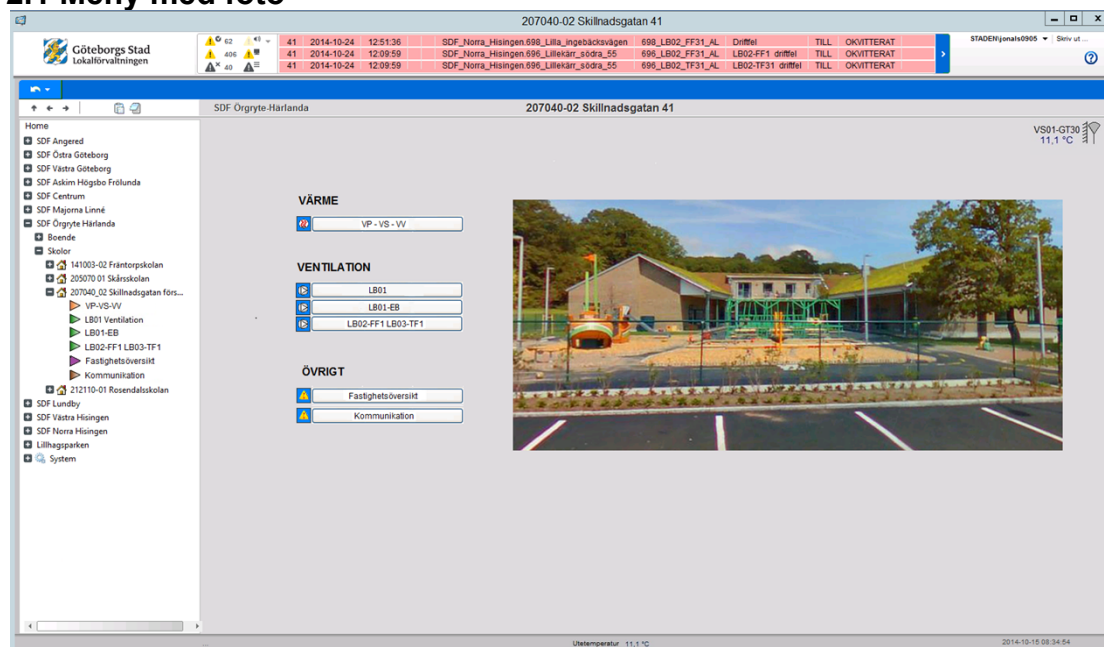 2.1 Meny med foto
207040-02 Skillnadsgatan 41
Göteborgs Stad
Lokalförvaltningen
62
406
40
41 2014-10-24 12:51:36 SDF_Norra_Hisingen.698_Lilla_ingebäcksvägen 698_LB02_FF31_AL Driftfel TILL OKVITTERAT
41 2014-10-24 12:09:59 SDF_Norra_Hisingen.696_Lillekärr_södra_55 696_LB02_FF31_AL LB02-FF1 driftfel TILL OKVITTERAT
41 2014-10-24 12:09:59 SDF_Norra_Hisingen.696_Lillekärr_södra_55 696_LB02_TF31_AL LB02-TF31 driftfel TILL OKVITTERAT
STADEN\jonals0905 Skriv ut ...
SDF Örgryte-Härlanda
207040-02 Skillnadsgatan 41
Home
SDF Angered
SDF Östra Göteborg
SDF Västra Göteborg
SDF Askim Högsbo Frölunda
SDF Centrum
SDF Majorna Linné
SDF Örgryte Härlanda
Boende
Skolor
141003-02 Fräntorpskolan
205070 01 Skårsskolan
207040_02 Skillnadsgatan förs...
VP-VS-VV
LB01 Ventilation
LB01-EB
LB02-FF1 LB03-TF1
Fastighetsöversikt
Kommunikation
212110-01 Rosendalsskolan
SDF Lundby
SDF Västra Hisingen
SDF Norra Hisingen
Lillhagsparken
System
VS01-GT30
11,1 °C
VÄRME
VP - VS - VV
VENTILATION
LB01
LB01-EB
LB02-FF1 LB03-TF1
ÖVRIGT
Fastighetsöversikt
Kommunikation
Utetemperatur 11,1 °C
2014-10-15 08:34:54